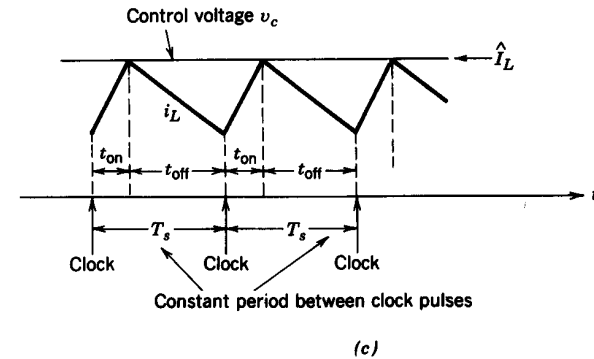 Control voltage v_c
Î_L
i_L
t_on t_off t_on t_off
t
T_s T_s
Clock Clock Clock
Constant period between clock pulses
(c)